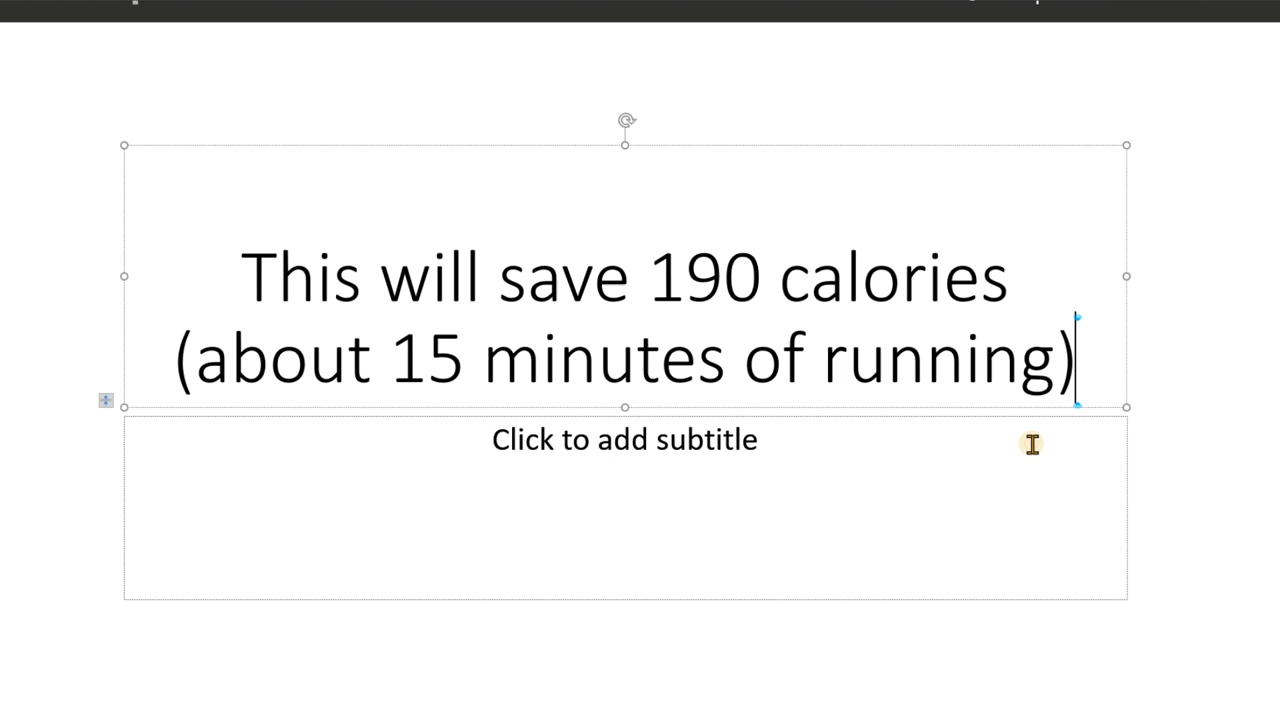 This will save 190 calories
(about 15 minutes of running)
Click to add subtitle